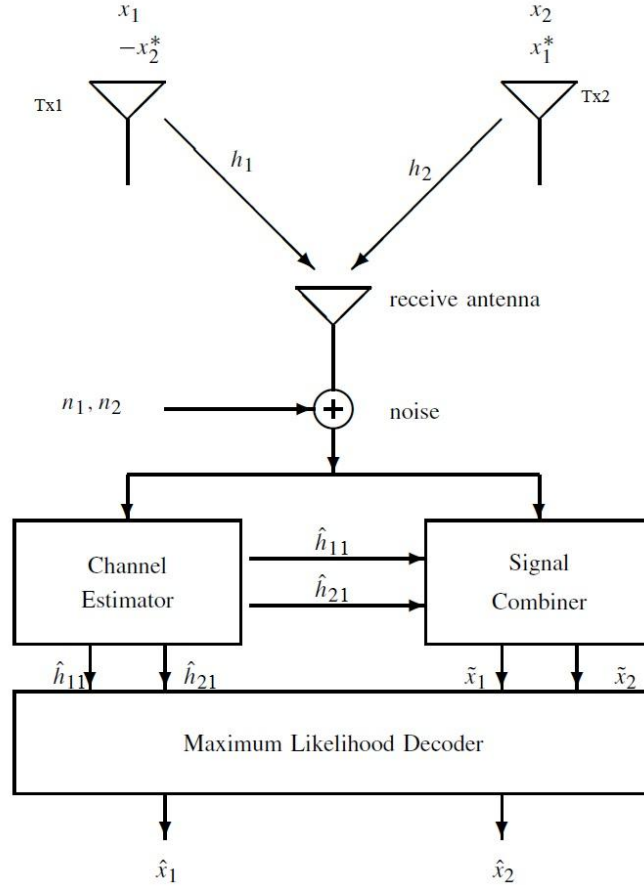 x₁ x₂
−x₂* x₁*
Tx1 Tx2
h₁ h₂
receive antenna
n₁, n₂ + noise
Channel Estimator
ĥ₁₁
ĥ₂₁
Signal Combiner
ĥ₁₁ ĥ₂₁ x̃₁ x̃₂
Maximum Likelihood Decoder
x̂₁ x̂₂